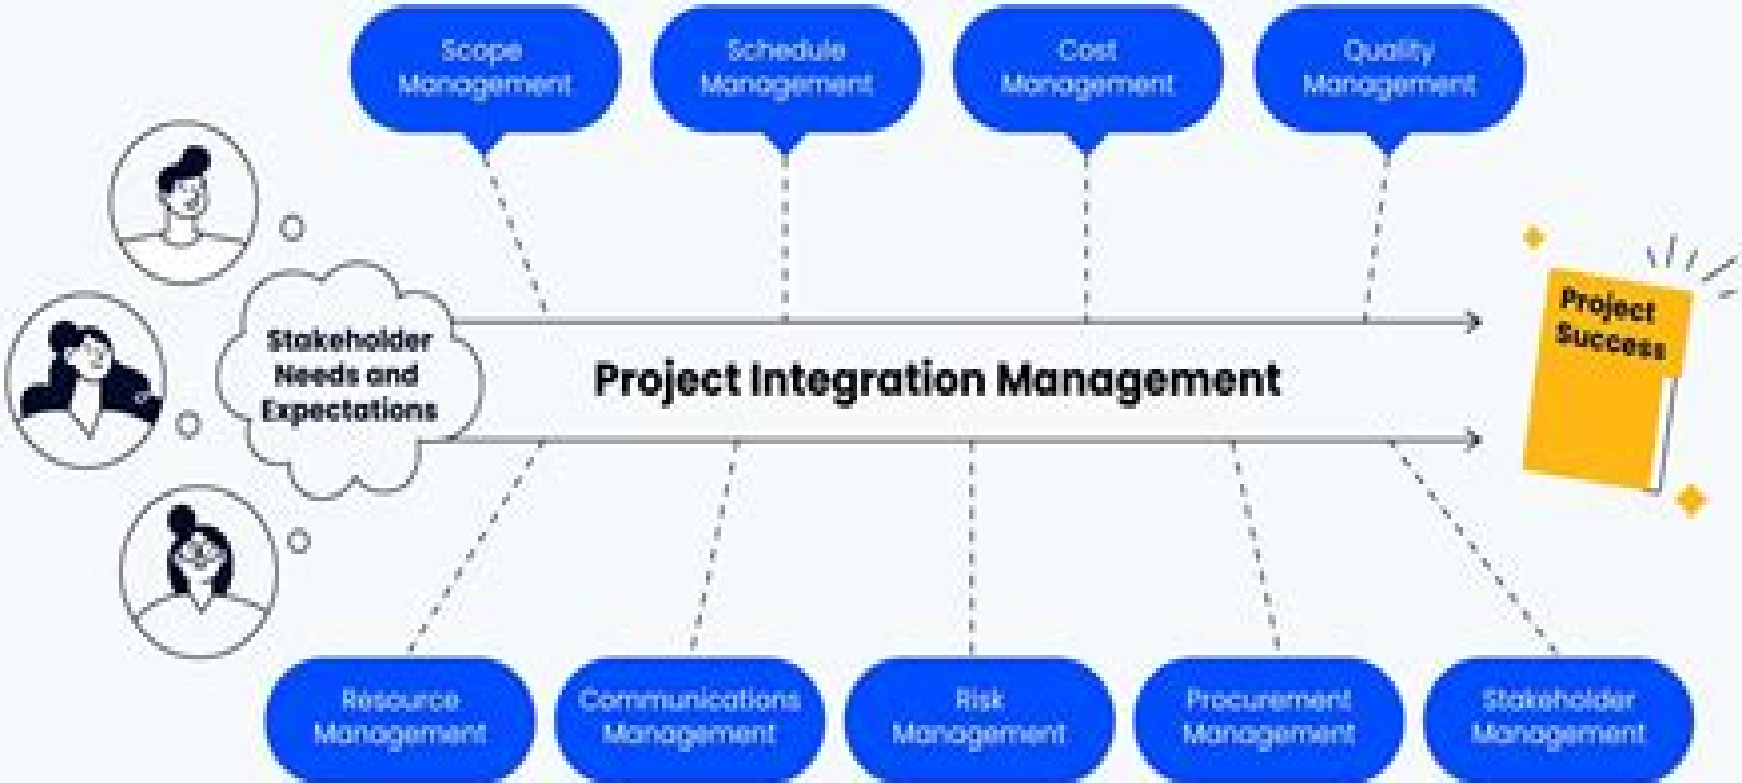 Scope
Management
Schedule
Management
Cost
Management
Quality
Management
Stakeholder
Needs and
Expectations
Project Integration Management
Project
Success
Resource
Management
Communications
Management
Risk
Management
Procurement
Management
Stakeholder
Management